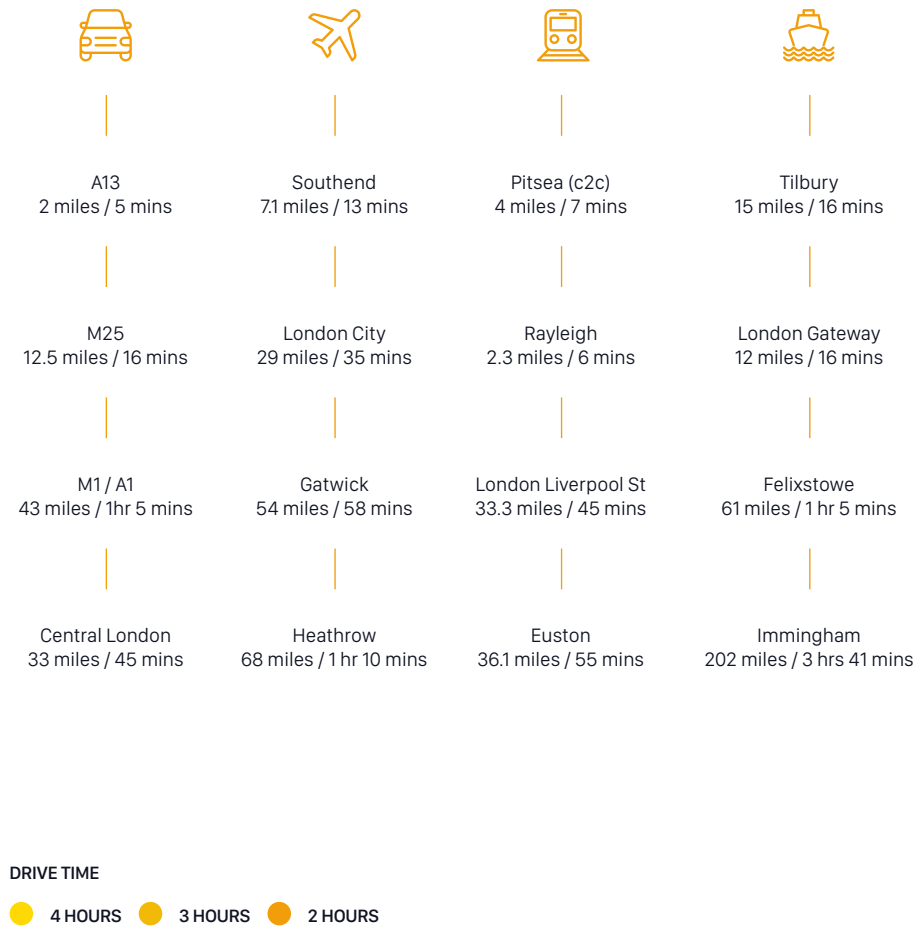 A13
2 miles / 5 mins
M25
12.5 miles / 16 mins
M1 / A1
43 miles / 1hr 5 mins
Central London
33 miles / 45 mins
Southend
7.1 miles / 13 mins
London City
29 miles / 35 mins
Gatwick
54 miles / 58 mins
Heathrow
68 miles / 1 hr 10 mins
Pitsea (c2c)
4 miles / 7 mins
Rayleigh
2.3 miles / 6 mins
London Liverpool St
33.3 miles / 45 mins
Euston
36.1 miles / 55 mins
Tilbury
15 miles / 16 mins
London Gateway
12 miles / 16 mins
Felixstowe
61 miles / 1 hr 5 mins
Immingham
202 miles / 3 hrs 41 mins
DRIVE TIME
4 HOURS 3 HOURS 2 HOURS